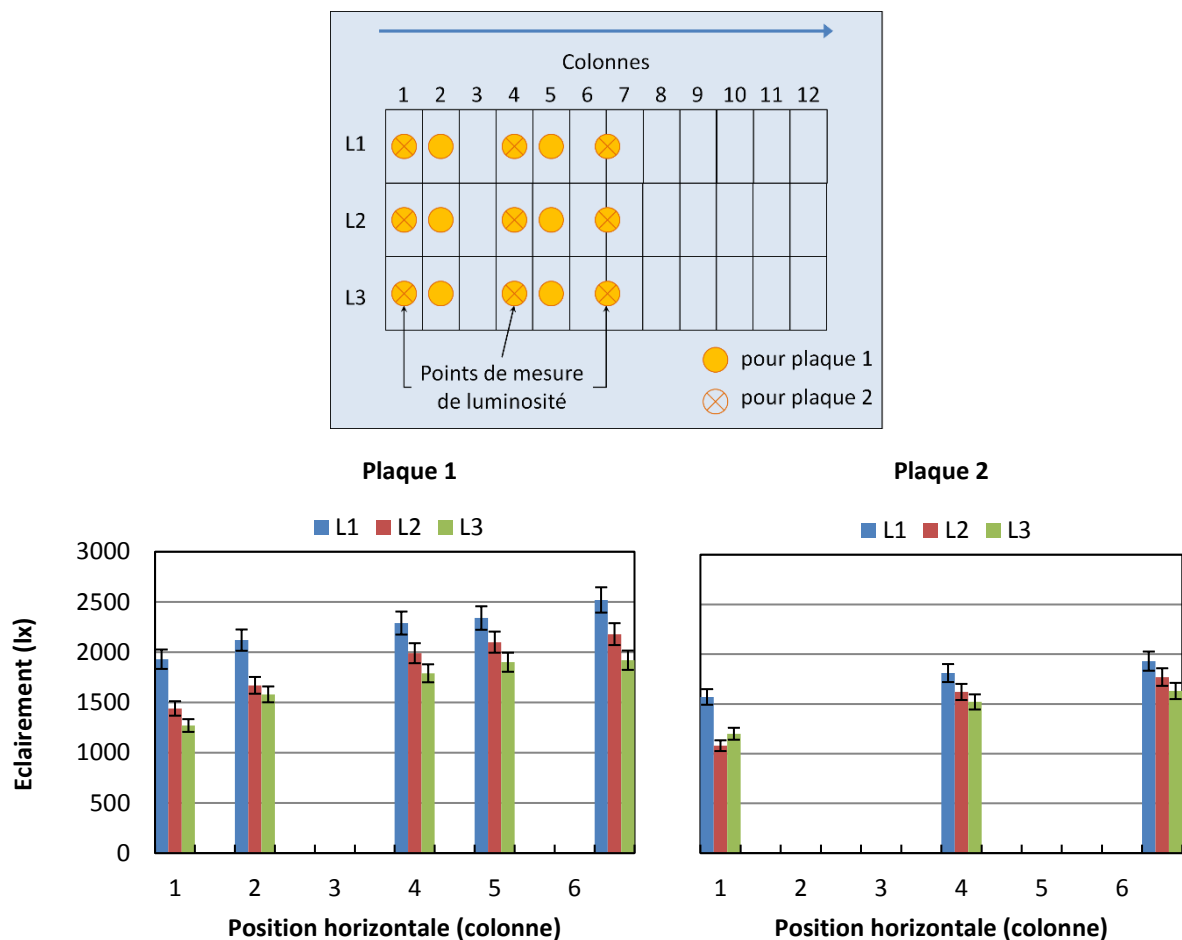 Colonnes
1 2 3 4 5 6 7 8 9 10 11 12
L1
L2
L3
Points de mesure
de luminosité
pour plaque 1
pour plaque 2
Plaque 1
L1 L2 L3
3000
2500
2000
1500
1000
500
0
Eclairement (lx)
1 2 3 4 5 6
Position horizontale (colonne)
Plaque 2
L1 L2 L3
1 2 3 4 5 6
Position horizontale (colonne)